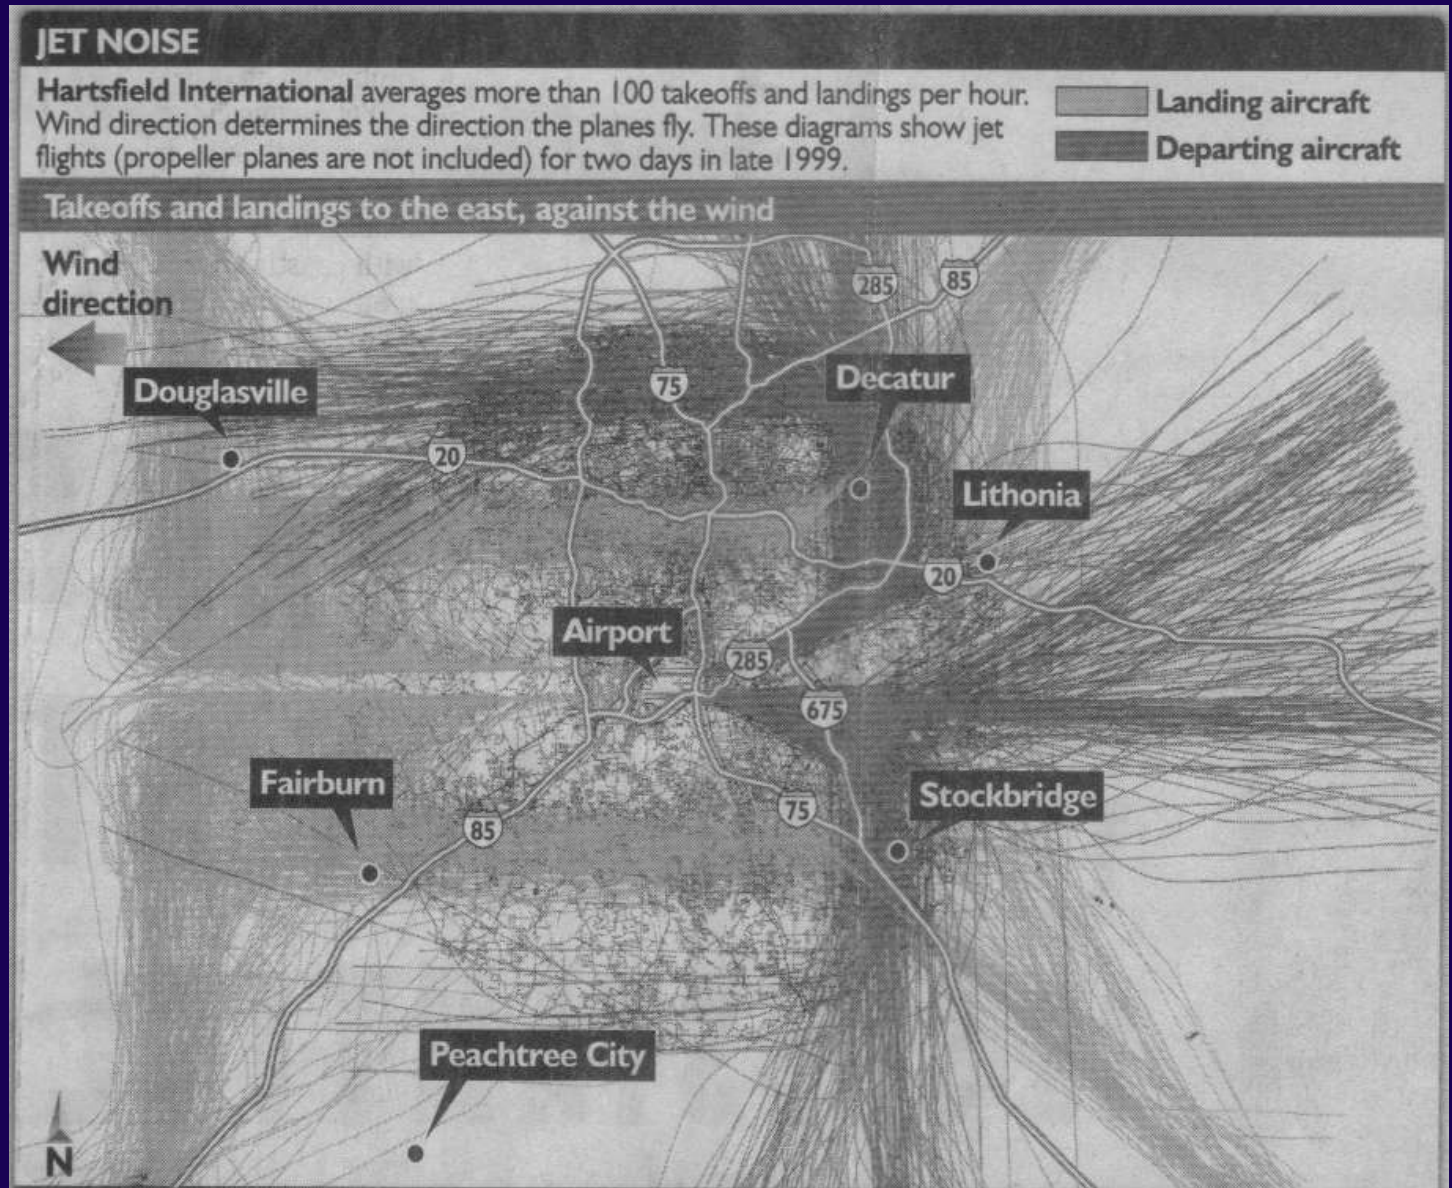 JET NOISE
Hartsfield International averages more than 100 takeoffs and landings per hour.
Wind direction determines the direction the planes fly. These diagrams show jet
flights (propeller planes are not included) for two days in late 1999.
Landing aircraft
Departing aircraft
Takeoffs and landings to the east, against the wind
Wind
direction
285
85
Douglasville
75
Decatur
20
Lithonia
20
Airport
285
675
Fairburn
Stockbridge
85
75
Peachtree City
N